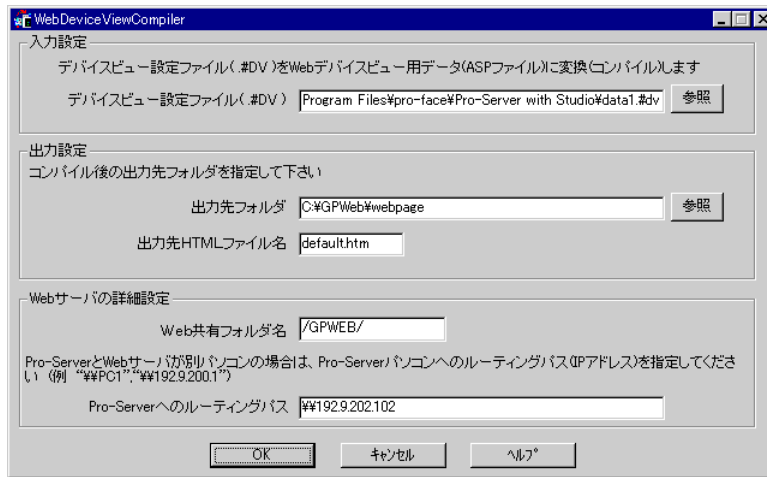 WebDeviceViewCompiler
入力設定
デバイスビュー設定ファイル(.#DV)をWebデバイスビュー用データ(ASPファイル)に変換(コンパイル)します
デバイスビュー設定ファイル(.#DV) Program Files¥pro-face¥Pro-Server with Studio¥data1.#dv 参照
出力設定
コンパイル後の出力先フォルダを指定して下さい
出力先フォルダ C:¥GPWeb¥webpage 参照
出力先HTMLファイル名 default.htm
Webサーバの詳細設定
Web共有フォルダ名 /GPWEB/
Pro-ServerとWebサーバが別パソコンの場合は、Pro-Serverパソコンへのルーティングパス(IPアドレス)を指定してくださ
い (例 “¥¥PC1”,“¥¥192.9.200.1”)
Pro-Serverへのルーティングパス ¥¥192.9.202.102
OK キャンセル ヘルプ